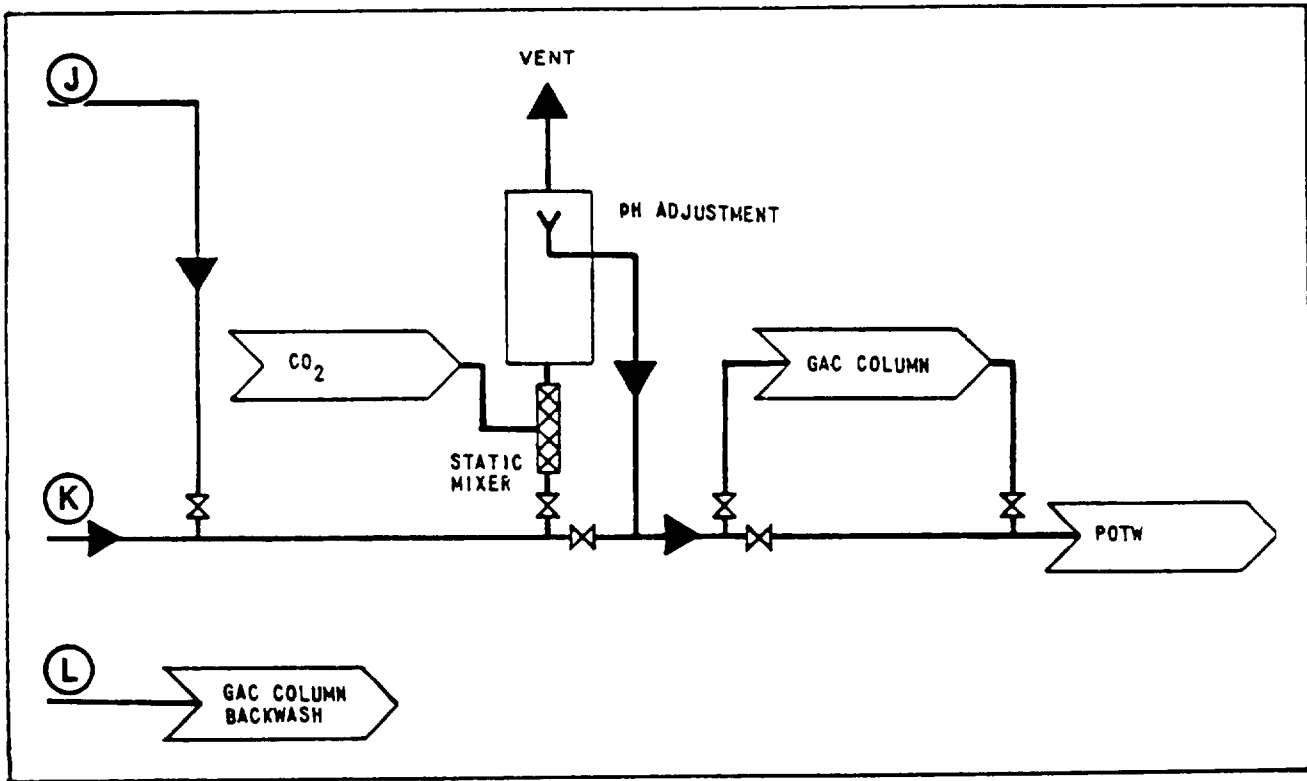 J
VENT
pH ADJUSTMENT
CO2
GAC COLUMN
STATIC
MIXER
K
POTW
L
GAC COLUMN
BACKWASH